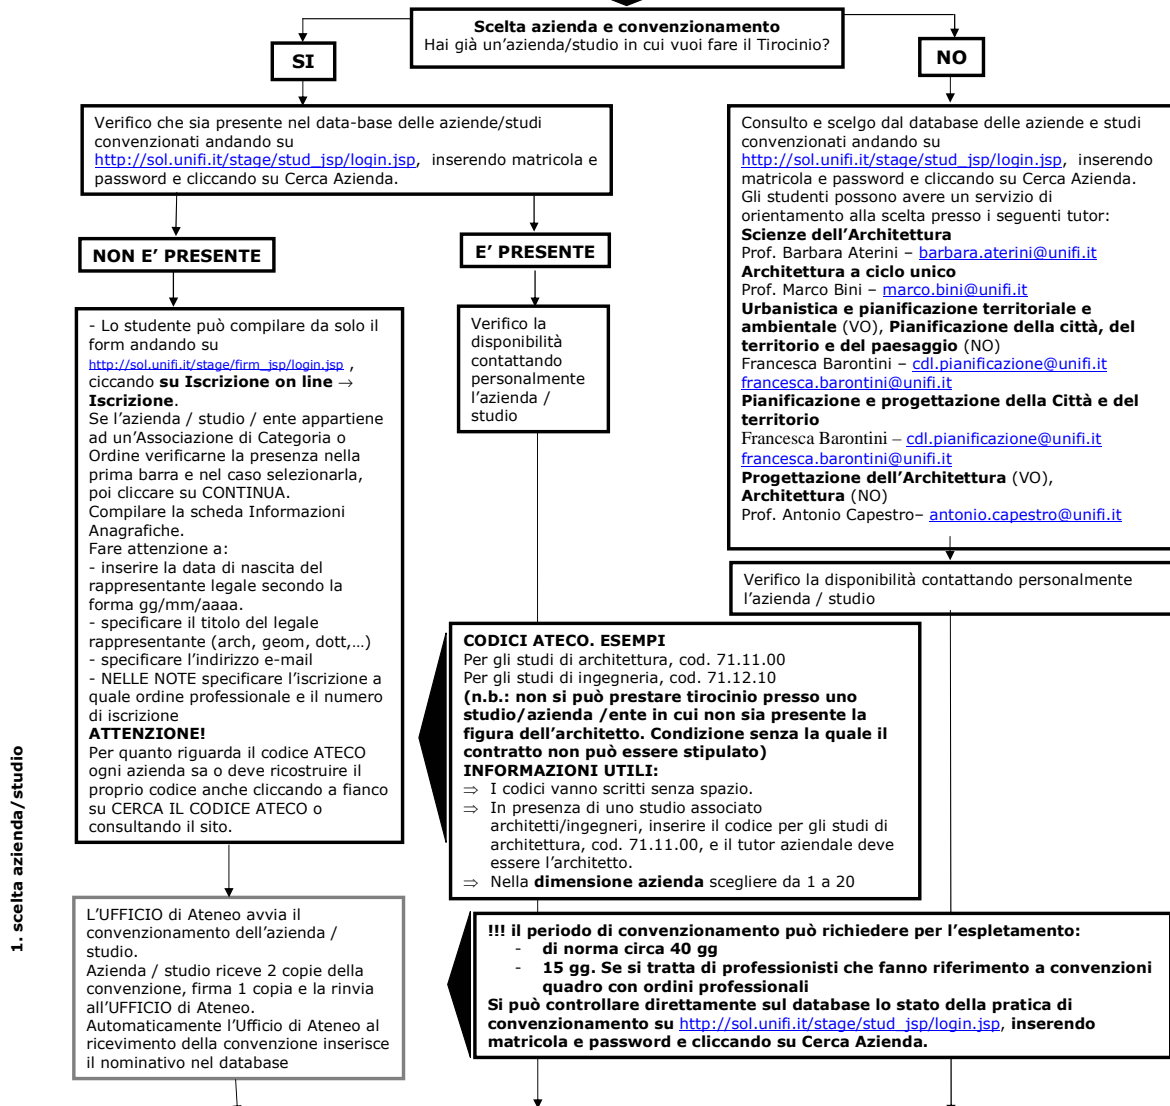 Scelta azienda e convenzionamento
Hai già un'azienda/studio in cui vuoi fare il Tirocinio?
SI
NO
Verifico che sia presente nel data-base delle aziende/studi
convenzionati andando su
http://sol.unifi.it/stage/stud_jsp/login.jsp, inserendo matricola e
password e cliccando su Cerca Azienda.
NON E' PRESENTE
E' PRESENTE
- Lo studente può compilare da solo il
form andando su
http://sol.unifi.it/stage/firm_jsp/login.jsp ,
ciccando su Iscrizione on line →
Iscrizione.
Se l'azienda / studio / ente appartiene
ad un'Associazione di Categoria o
Ordine verificarne la presenza nella
prima barra e nel caso selezionarla,
poi cliccare su CONTINUA.
Compilare la scheda Informazioni
Anagrafiche.
Fare attenzione a:
- inserire la data di nascita del
rappresentante legale secondo la
forma gg/mm/aaaa.
- specificare il titolo del legale
rappresentante (arch, geom, dott,...)
- specificare l'indirizzo e-mail
- NELLE NOTE specificare l'iscrizione a
quale ordine professionale e il numero
di iscrizione
ATTENZIONE!
Per quanto riguarda il codice ATECO
ogni azienda sa o deve ricostruire il
proprio codice anche cliccando a fianco
su CERCA IL CODICE ATECO o
consultando il sito.
Verifico la
disponibilità
contattando
personalmente
l'azienda /
studio
Consulto e scelgo dal database delle aziende e studi
convenzionati andando su
http://sol.unifi.it/stage/stud_jsp/login.jsp, inserendo
matricola e password e cliccando su Cerca Azienda.
Gli studenti possono avere un servizio di
orientamento alla scelta presso i seguenti tutor:
Scienze dell'Architettura
Prof. Barbara Aterini – barbara.aterini@unifi.it
Architettura a ciclo unico
Prof. Marco Bini – marco.bini@unifi.it
Urbanistica e pianificazione territoriale e
ambientale (VO), Pianificazione della città, del
territorio e del paesaggio (NO)
Francesca Barontini – cdl.pianificazione@unifi.it
francesca.barontini@unifi.it
Pianificazione e progettazione della Città e del
territorio
Francesca Barontini – cdl.pianificazione@unifi.it
francesca.barontini@unifi.it
Progettazione dell'Architettura (VO),
Architettura (NO)
Prof. Antonio Capestro– antonio.capestro@unifi.it
Verifico la disponibilità contattando personalmente
l'azienda / studio
CODICI ATECO. ESEMPI
Per gli studi di architettura, cod. 71.11.00
Per gli studi di ingegneria, cod. 71.12.10
(n.b.: non si può prestare tirocinio presso uno
studio/azienda /ente in cui non sia presente la
figura dell'architetto. Condizione senza la quale il
contratto non può essere stipulato)
INFORMAZIONI UTILI:
⇒ I codici vanno scritti senza spazio.
⇒ In presenza di uno studio associato
architetti/ingegneri, inserire il codice per gli studi di
architettura, cod. 71.11.00, e il tutor aziendale deve
essere l'architetto.
⇒ Nella dimensione azienda scegliere da 1 a 20
1. scelta azienda/studio
L'UFFICIO di Ateneo avvia il
convenzionamento dell'azienda /
studio.
Azienda / studio riceve 2 copie della
convenzione, firma 1 copia e la rinvia
all'UFFICIO di Ateneo.
Automaticamente l'Ufficio di Ateneo al
ricevimento della convenzione inserisce
il nominativo nel database
!!! il periodo di convenzionamento può richiedere per l'espletamento:
- di norma circa 40 gg
- 15 gg. Se si tratta di professionisti che fanno riferimento a convenzioni
quadro con ordini professionali
Si può controllare direttamente sul database lo stato della pratica di
convenzionamento su http://sol.unifi.it/stage/stud_jsp/login.jsp, inserendo
matricola e password e cliccando su Cerca Azienda.